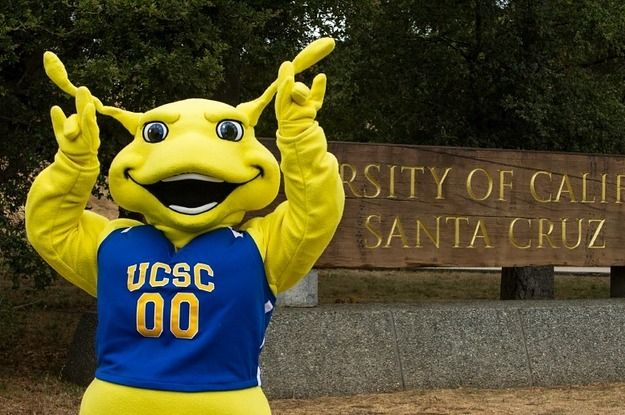 RSITY OF CALIF
SANTA CRUZ
UCSC
00